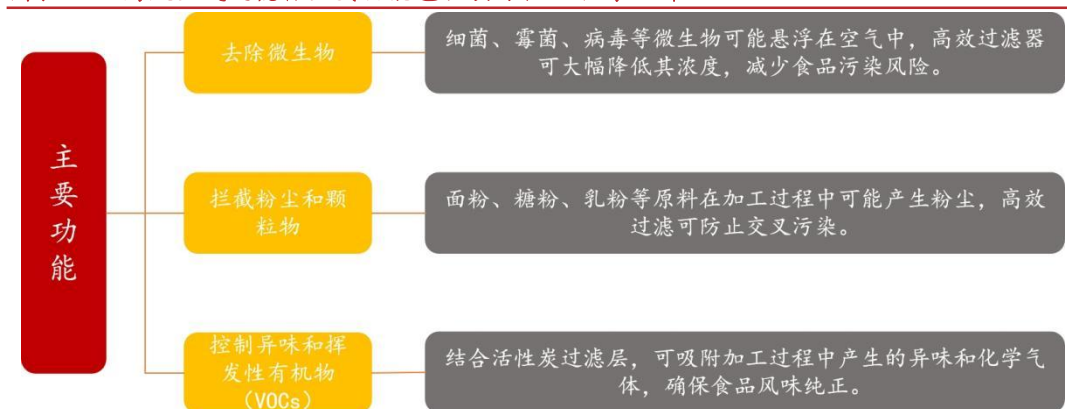 主要功能
去除微生物
细菌、霉菌、病毒等微生物可能悬浮在空气中，高效过滤器
可大幅降低其浓度，减少食品污染风险。
拦截粉尘和颗
粒物
面粉、糖粉、乳粉等原料在加工过程中可能产生粉尘，高效
过滤可防止交叉污染。
控制异味和挥
发性有机物
（VOCs）
结合活性炭过滤层，可吸附加工过程中产生的异味和化学气
体，确保食品风味纯正。